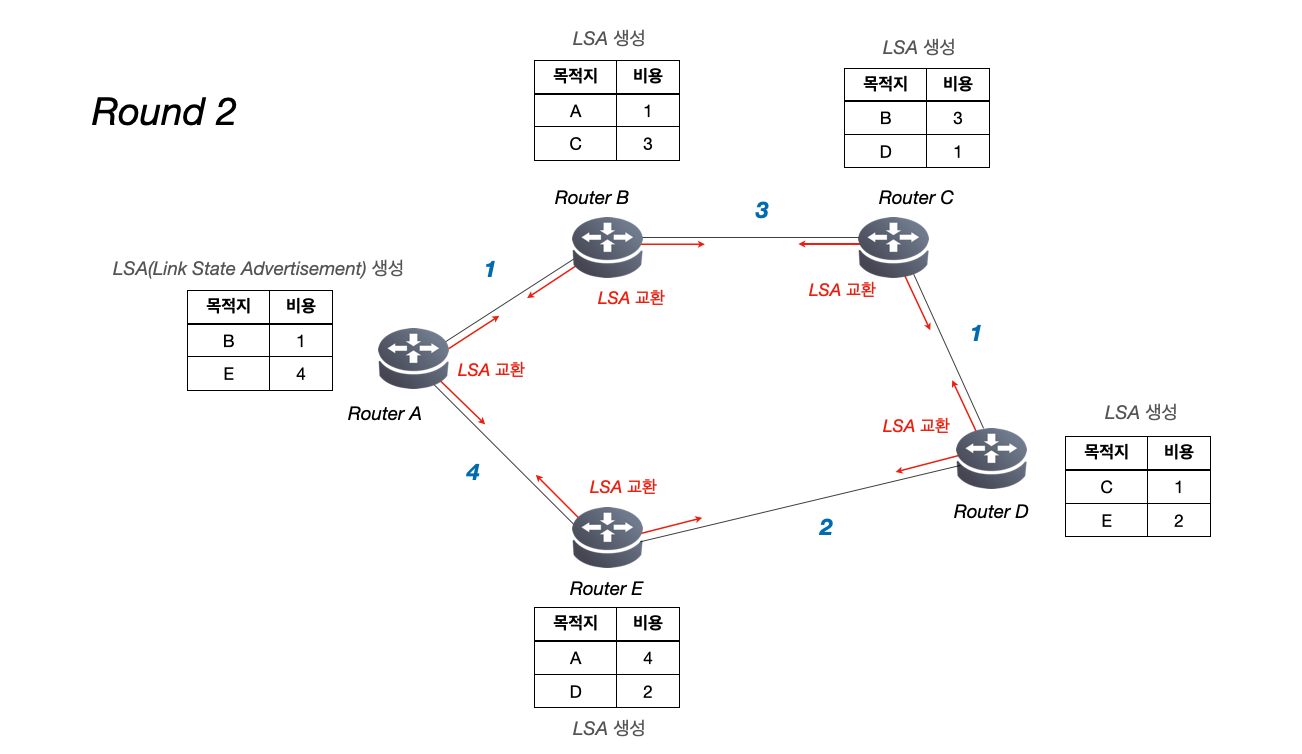 Round 2
LSA 생성
목적지 비용
A 1
C 3
Router B
LSA 생성
목적지 비용
B 3
D 1
Router C
3
LSA(Link State Advertisement) 생성
목적지 비용
B 1
E 4
Router A
1
LSA 교환
LSA 교환
LSA 교환
1
4
LSA 교환
LSA 교환
2
Router D
LSA 생성
목적지 비용
C 1
E 2
Router E
목적지 비용
A 4
D 2
LSA 생성